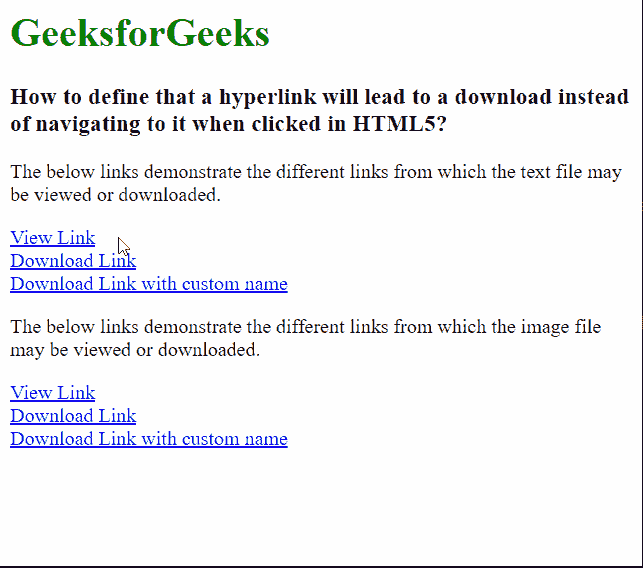 GeeksforGeeks
How to define that a hyperlink will lead to a download instead
of navigating to it when clicked in HTML5?
The below links demonstrate the different links from which the text file may
be viewed or downloaded.
View Link
Download Link
Download Link with custom name
The below links demonstrate the different links from which the image file
may be viewed or downloaded.
View Link
Download Link
Download Link with custom name